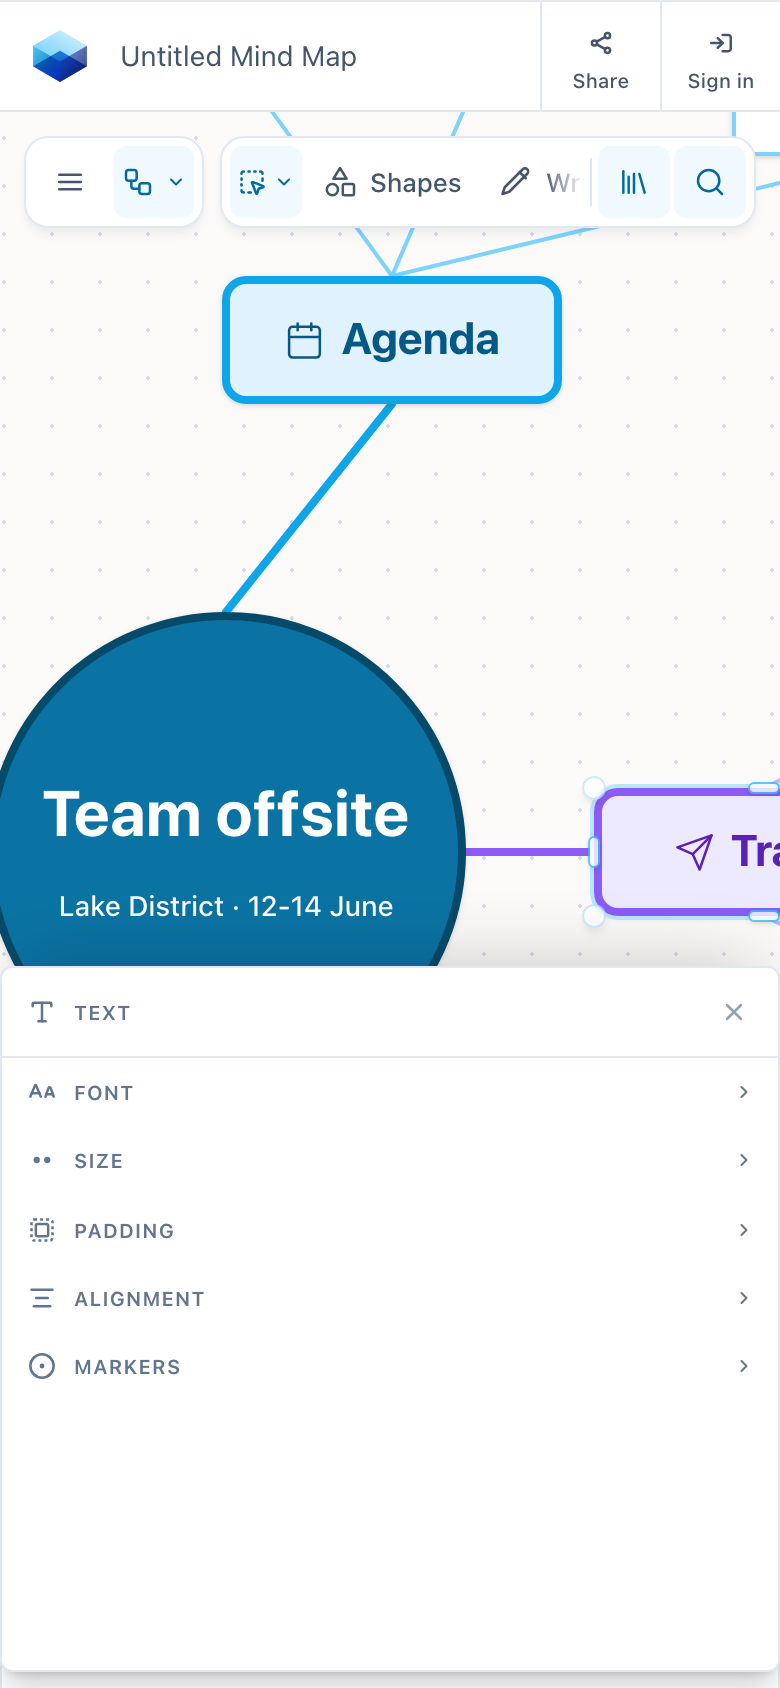 Untitled Mind Map
Share
Sign in
Shapes
Agenda
Team offsite
Lake District · 12-14 June
TEXT
FONT
SIZE
PADDING
ALIGNMENT
MARKERS